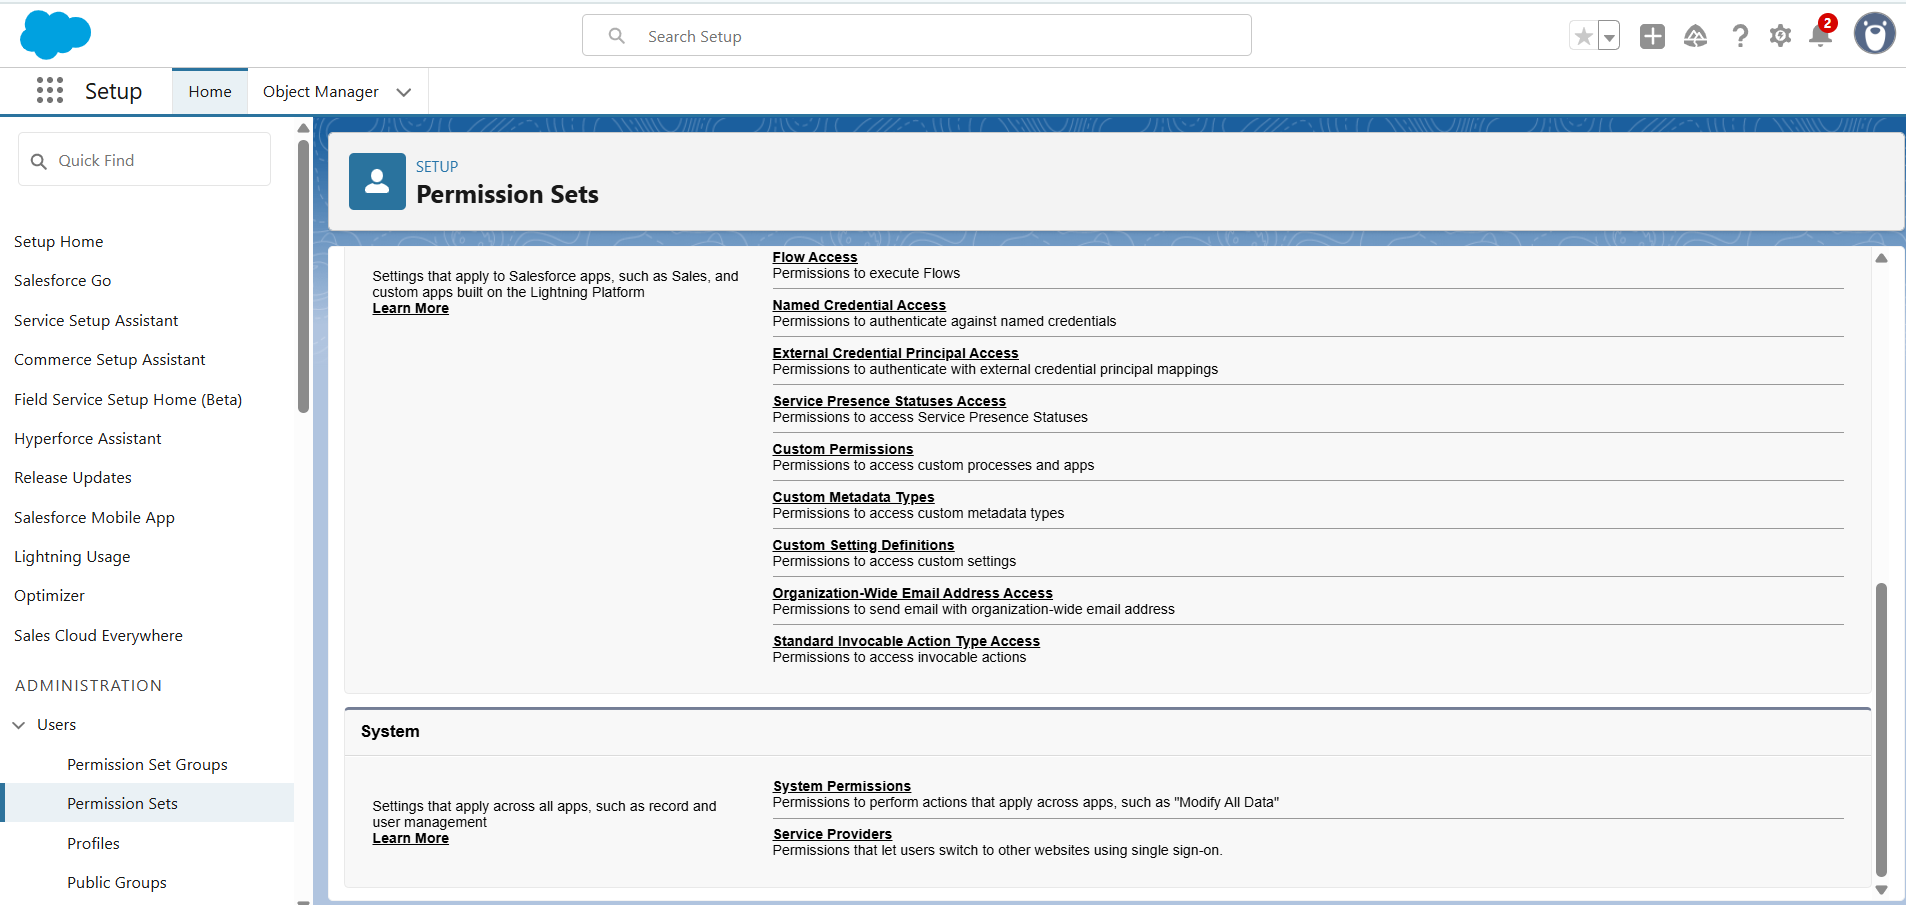 Search Setup
2
Setup
Home
Object Manager
Quick Find
Setup Home
Salesforce Go
Service Setup Assistant
Commerce Setup Assistant
Field Service Setup Home (Beta)
Hyperforce Assistant
Release Updates
Salesforce Mobile App
Lightning Usage
Optimizer
Sales Cloud Everywhere
ADMINISTRATION
Users
Permission Set Groups
Permission Sets
Profiles
Public Groups
SETUP
Permission Sets
Settings that apply to Salesforce apps, such as Sales, and
custom apps built on the Lightning Platform
Learn More
Flow Access
Permissions to execute Flows
Named Credential Access
Permissions to authenticate against named credentials
External Credential Principal Access
Permissions to authenticate with external credential principal mappings
Service Presence Statuses Access
Permissions to access Service Presence Statuses
Custom Permissions
Permissions to access custom processes and apps
Custom Metadata Types
Permissions to access custom metadata types
Custom Setting Definitions
Permissions to access custom settings
Organization-Wide Email Address Access
Permissions to send email with organization-wide email address
Standard Invocable Action Type Access
Permissions to access invocable actions
System
Settings that apply across all apps, such as record and
user management
Learn More
System Permissions
Permissions to perform actions that apply across apps, such as "Modify All Data"
Service Providers
Permissions that let users switch to other websites using single sign-on.